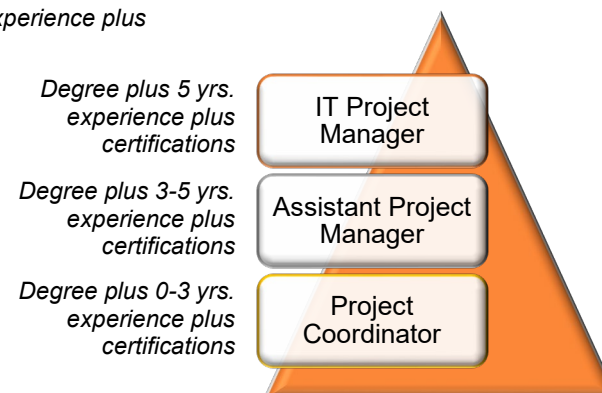 xperience plus
Degree plus 5 yrs.
experience plus
certifications
IT Project
Manager
Degree plus 3-5 yrs.
experience plus
certifications
Assistant Project
Manager
Degree plus 0-3 yrs.
experience plus
certifications
Project
Coordinator